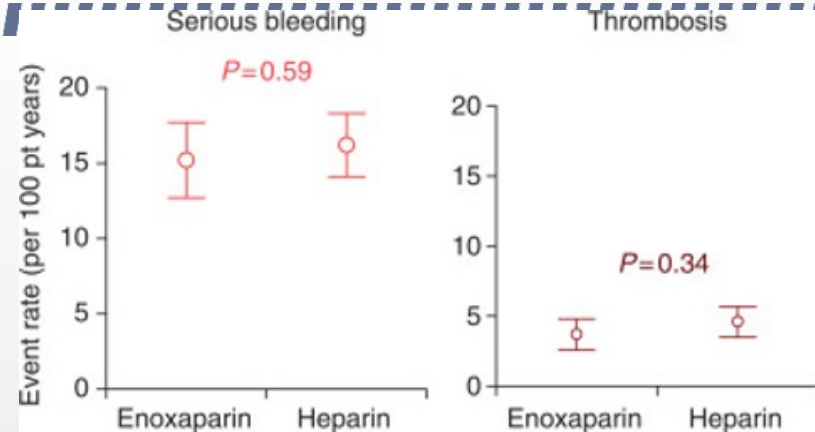 Serious bleeding
P=0.59
Event rate (per 100 pt years)
20
15
10
5
0
Enoxaparin Heparin
Thrombosis
20
15
10
P=0.34
5
0
Enoxaparin Heparin